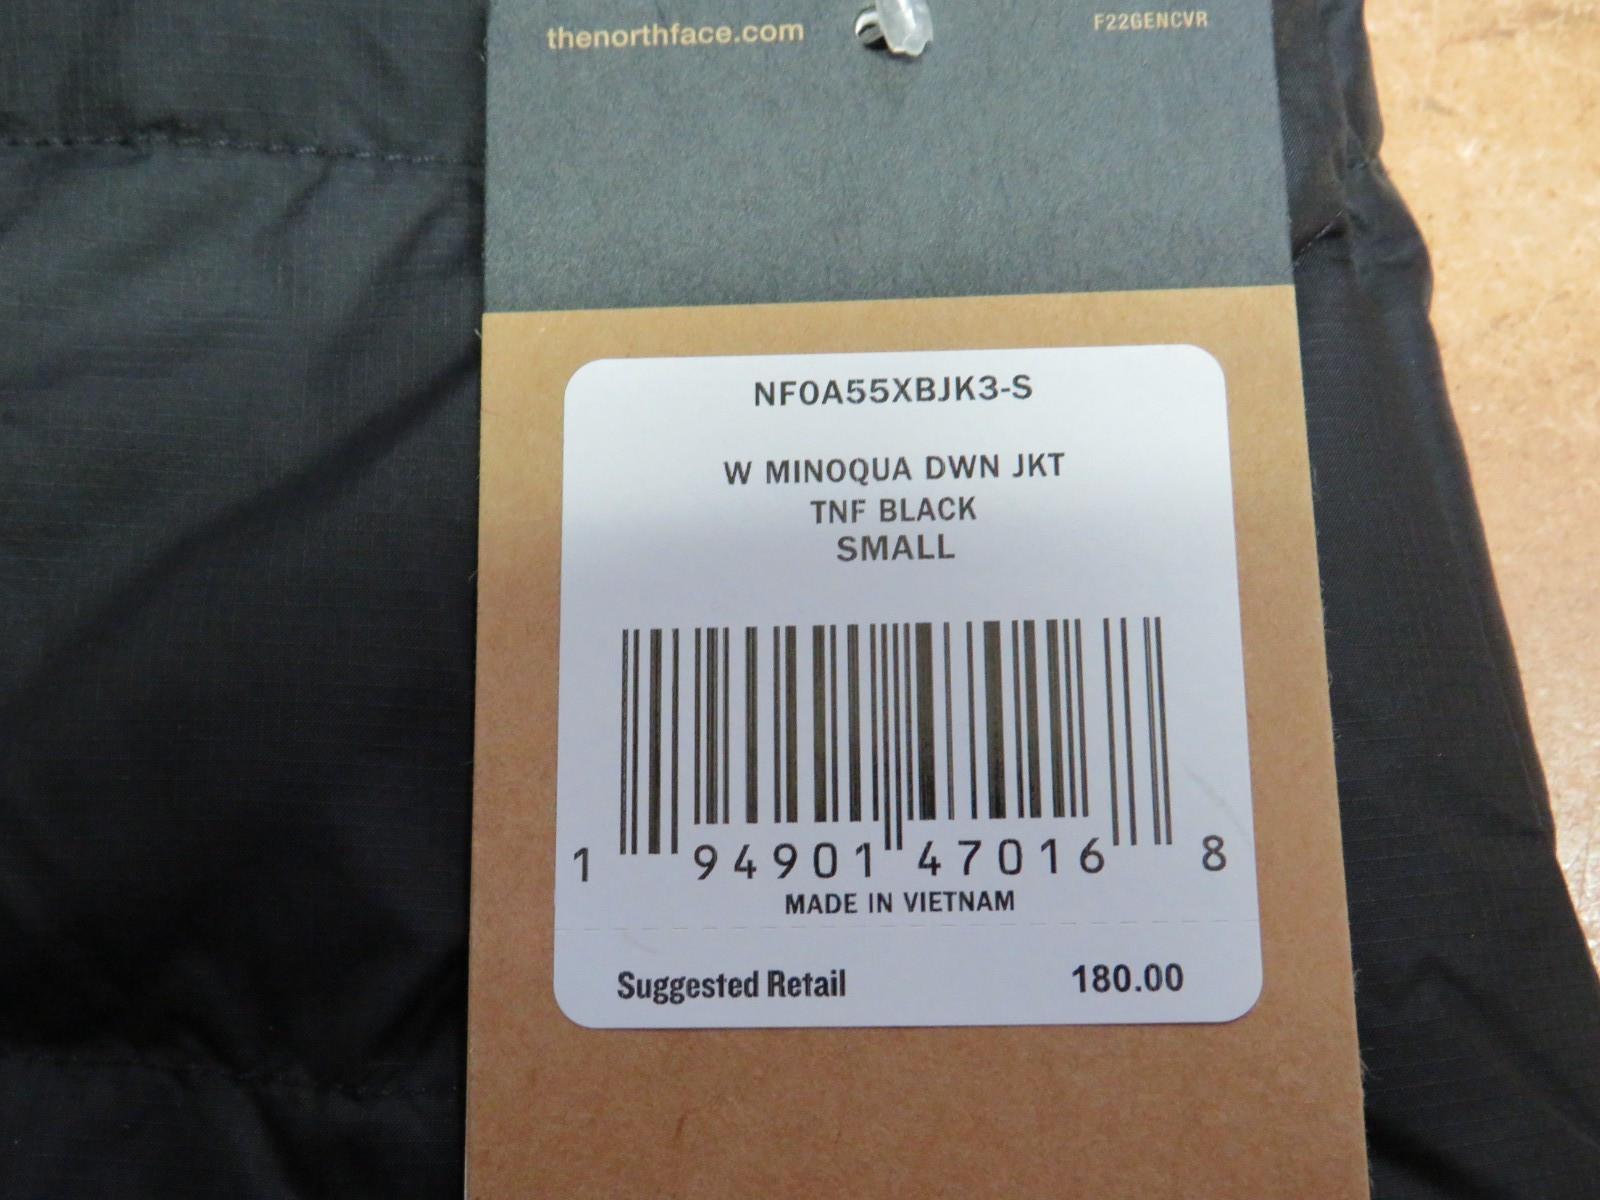 thenorthface.com
F22GENCVR
NF0A55XBJK3-S
W MINOQUA DWN JKT
TNF BLACK
SMALL
1 94901 47016 8
MADE IN VIETNAM
Suggested Retail 180.00